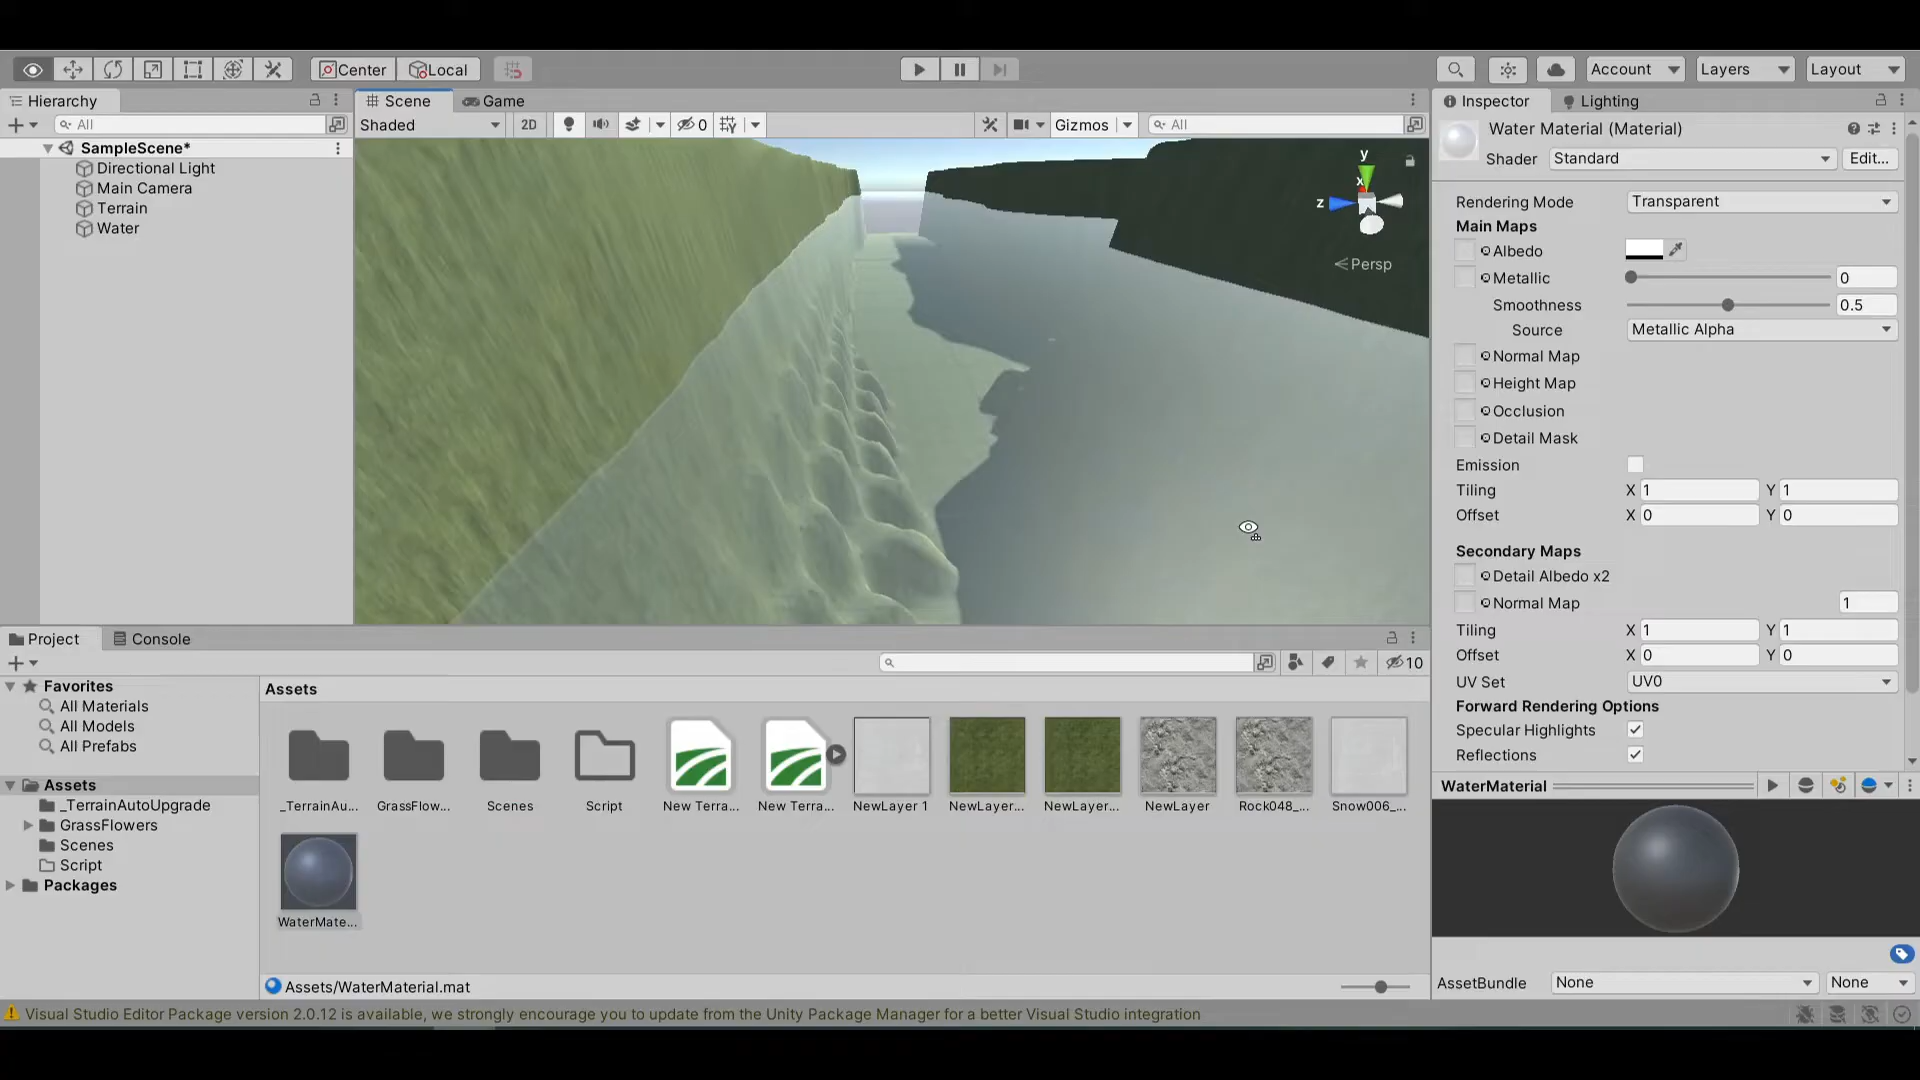 Center Local Account Layers Layout
Hierarchy Scene Game Inspector Lighting
All Shaded 2D 0 Gizmos All
Water Material (Material)
Shader Standard Edit...
SampleScene*
Directional Light
Main Camera
Terrain
Water
y
x
z
Persp
Rendering Mode Transparent
Main Maps
Albedo
Metallic 0
Smoothness 0.5
Source Metallic Alpha
Normal Map
Height Map
Occlusion
Detail Mask
Emission
Tiling X 1 Y 1
Offset X 0 Y 0
Secondary Maps
Detail Albedo x2
Normal Map 1
Tiling X 1 Y 1
Offset X 0 Y 0
UV Set UV0
Forward Rendering Options
Specular Highlights
Reflections
Project Console
10
Favorites
All Materials
All Models
All Prefabs
Assets
_TerrainAutoUpgrade
GrassFlowers
Scenes
Script
Packages
Assets
_TerrainAu... GrassFlow... Scenes Script New Terra... New Terra... NewLayer 1 NewLayer... NewLayer... NewLayer Rock048_... Snow006_...
WaterMate...
Assets/WaterMaterial.mat
WaterMaterial
AssetBundle None None
Visual Studio Editor Package version 2.0.12 is available, we strongly encourage you to update from the Unity Package Manager for a better Visual Studio integration